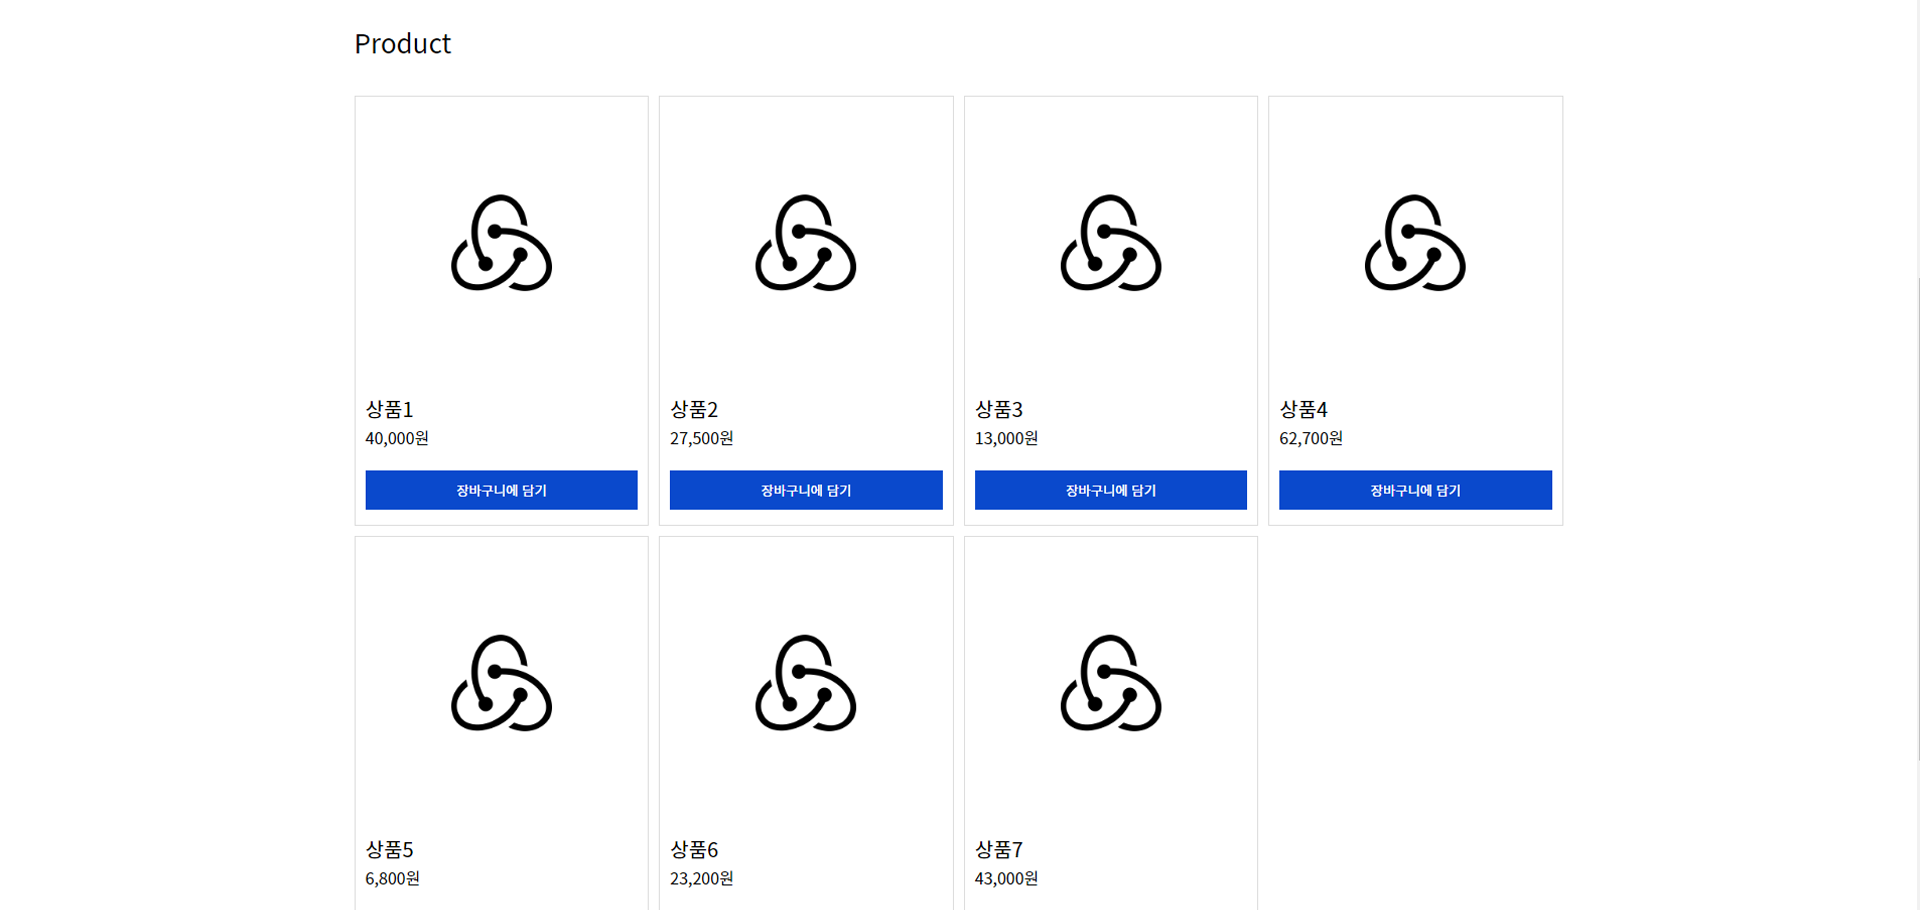 Product
상품1
40,000원
장바구니에 담기
상품2
27,500원
장바구니에 담기
상품3
13,000원
장바구니에 담기
상품4
62,700원
장바구니에 담기
상품5
6,800원
상품6
23,200원
상품7
43,000원